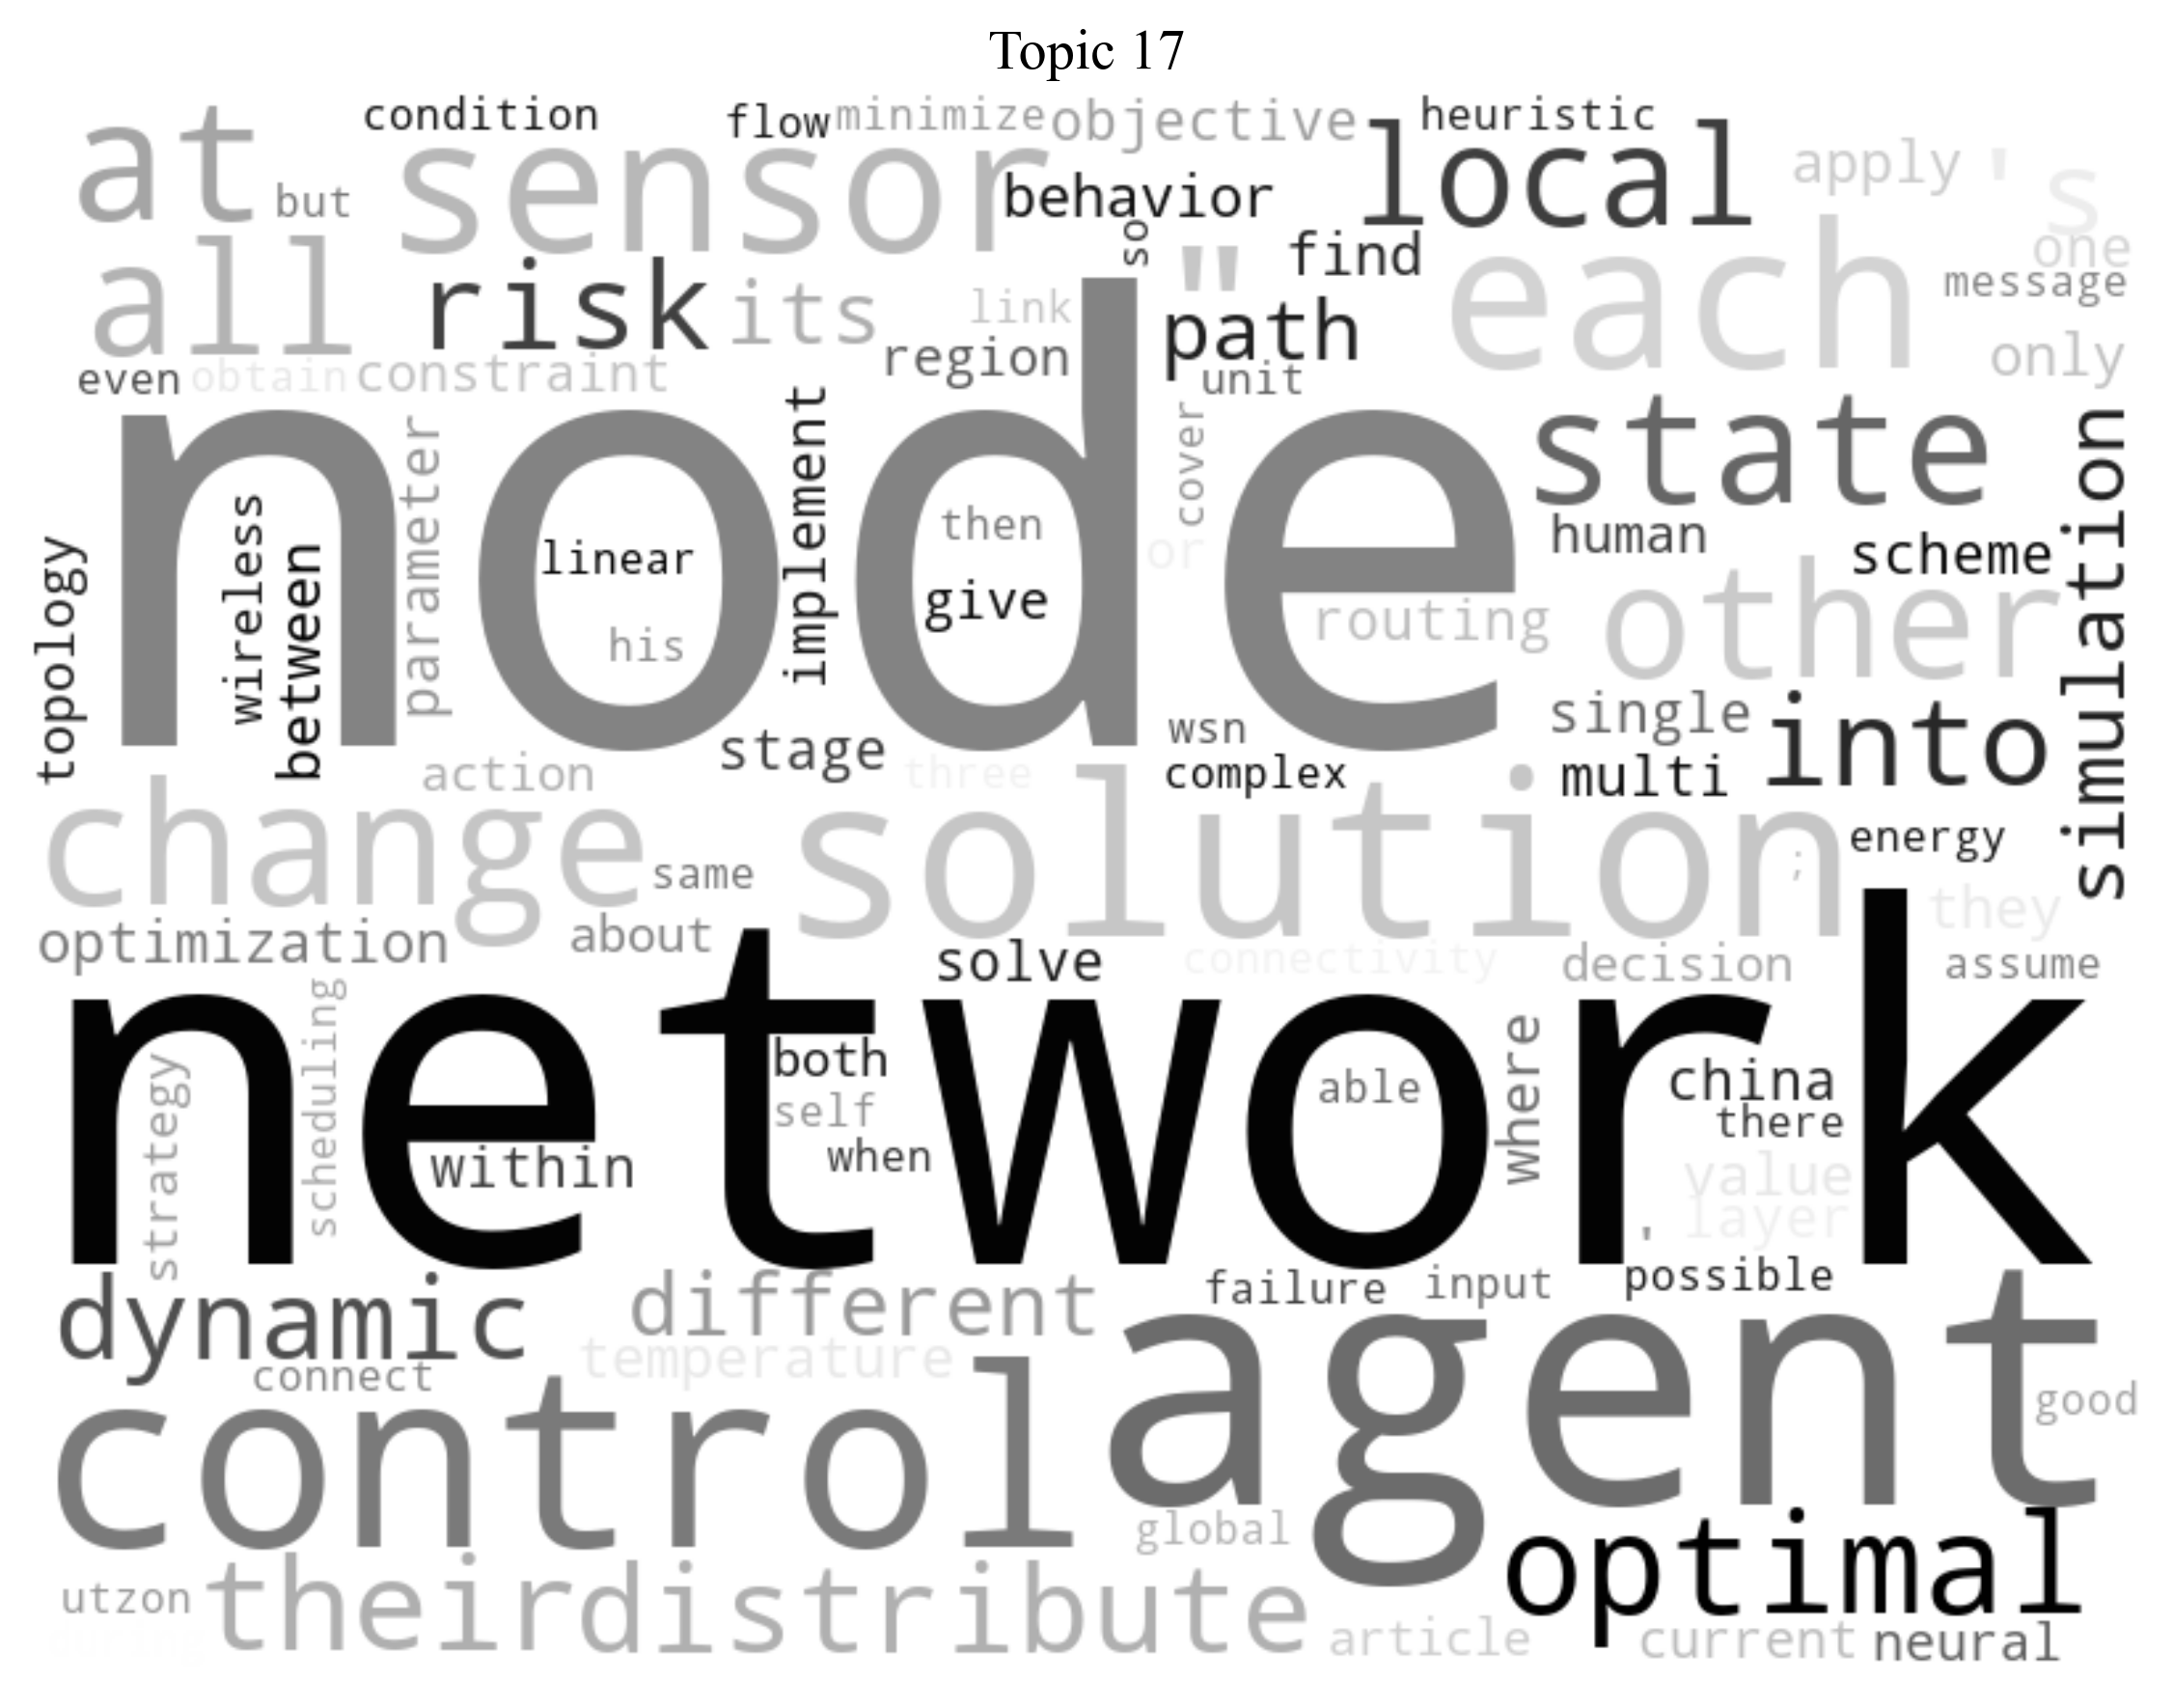 Topic 17
condition
flow
minimize
objective
heuristic
at
but
sensor
behavior
local
apply
's
one
so
"
find
each
message
all
risk
its
link
path
region
unit
only
even
obtain
constraint
node
state
simulation
topology
wireless
between
parameter
linear
his
implement
then
give
cover
or
human
scheme
routing
other
wsn
single
into
stage
complex
multi
action
three
change
solution
same
;
energy
they
optimization
about
solve
connectivity
decision
assume
network
strategy
scheduling
both
self
when
within
able
where
china
there
value
layer
'
possible
dynamic
different
failure
input
agent
connect
temperature
good
control
global
optimal
utzon
their
distribute
article
current
neural